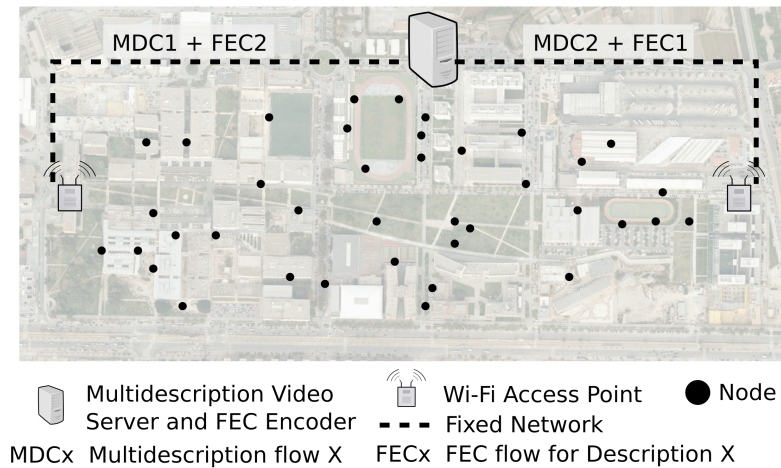 MDC1 + FEC2
MDC2 + FEC1
Multidescription Video
Server and FEC Encoder
Wi-Fi Access Point
Node
Fixed Network
MDCx Multidescription flow X
FECx FEC flow for Description X